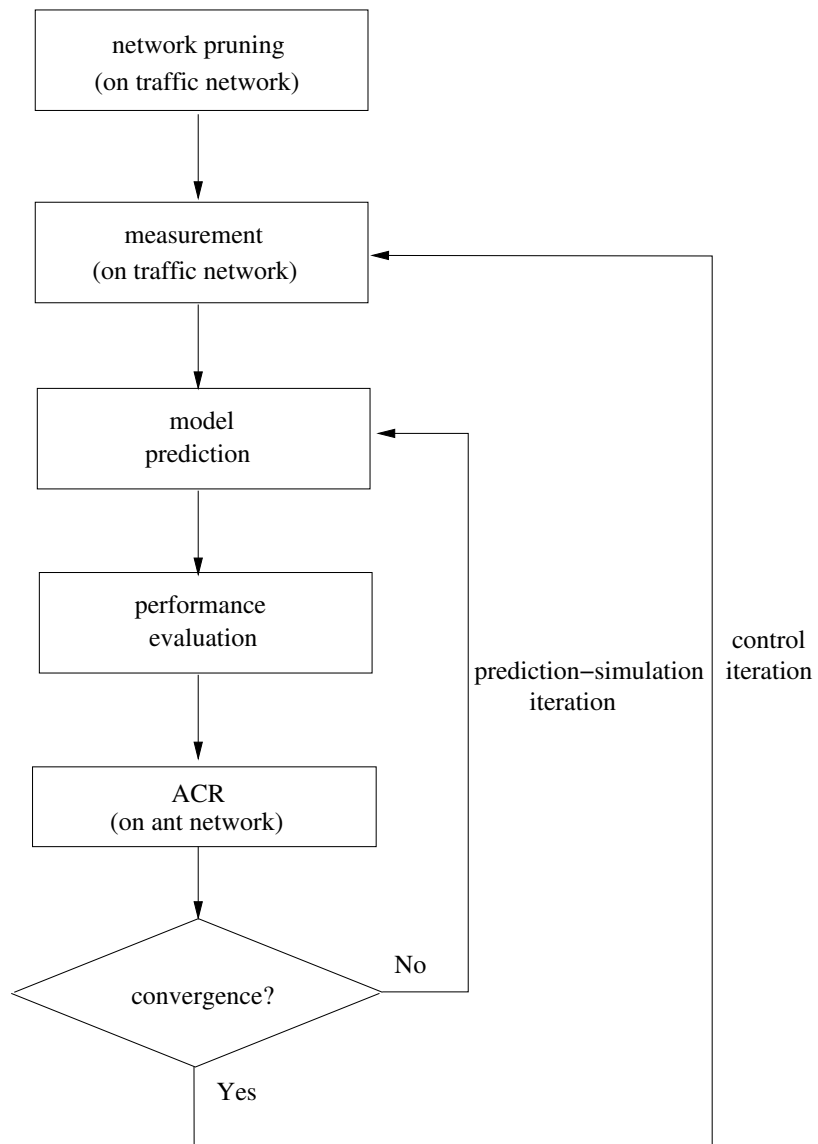 network pruning
(on traffic network)
measurement
(on traffic network)
model
prediction
performance
evaluation
control
iteration
prediction−simulation
iteration
ACR
(on ant network)
No
convergence?
Yes